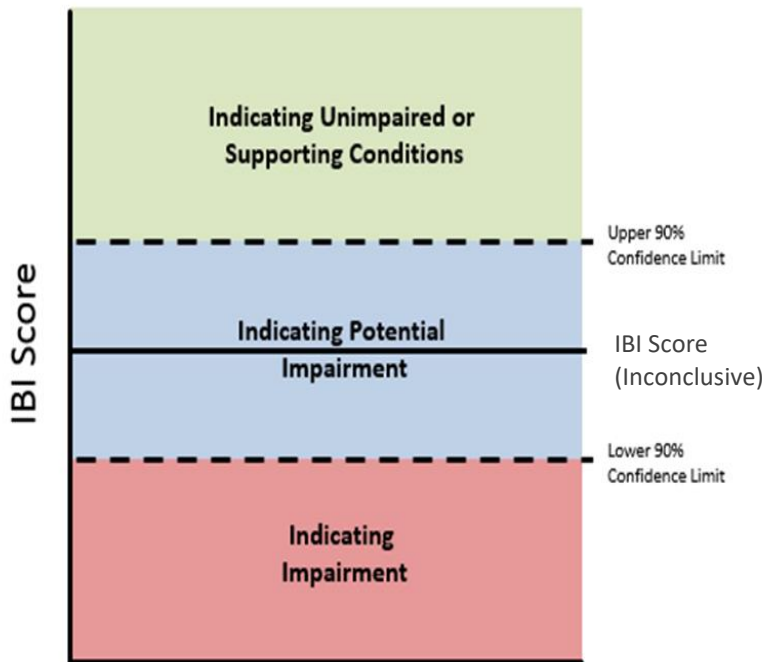 Indicating Unimpaired or
Supporting Conditions
Upper 90%
Confidence Limit
IBI Score
Indicating Potential
Impairment
IBI Score
(Inconclusive)
Lower 90%
Confidence Limit
Indicating
Impairment